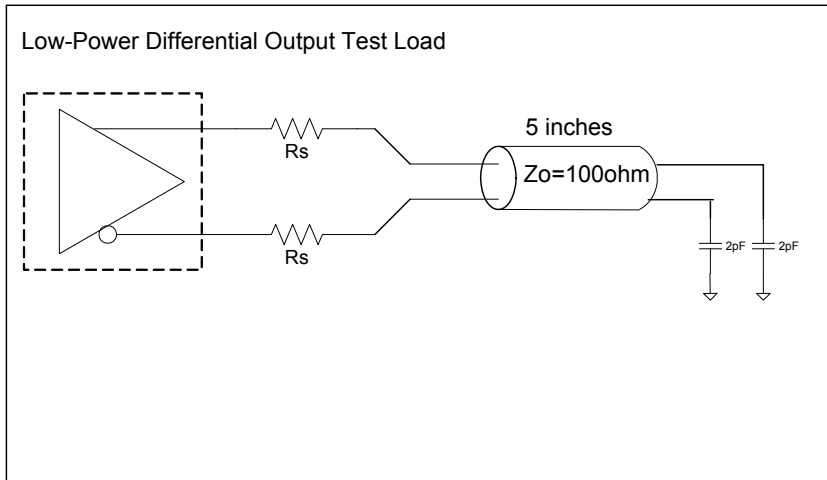 Low-Power Differential Output Test Load
Rs
5 inches
Zo=100ohm
Rs
2pF 2pF